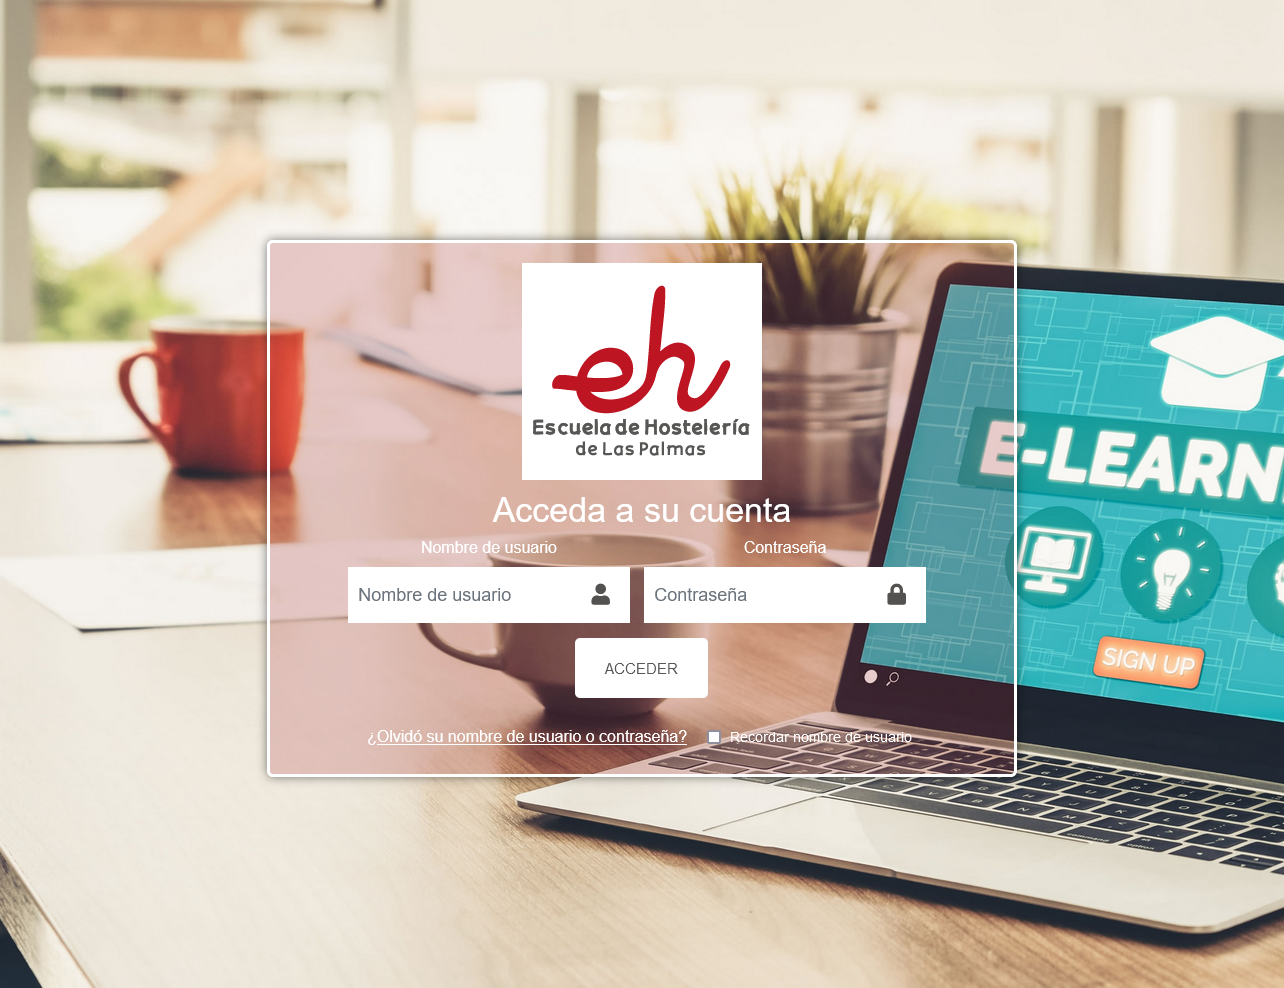 eh
Escuela de Hostelería
de Las Palmas
Acceda a su cuenta
Nombre de usuario
Contraseña
Nombre de usuario
Contraseña
ACCEDER
¿Olvidó su nombre de usuario o contraseña?
Recordar nombre de usuario
E-LEARN
SIGN UP